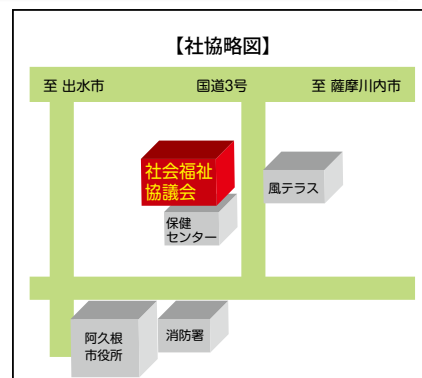 【社協略図】
至 出水市
国道3号
至 薩摩川内市
社会福祉
協議会
風テラス
保健
センター
阿久根
市役所
消防署